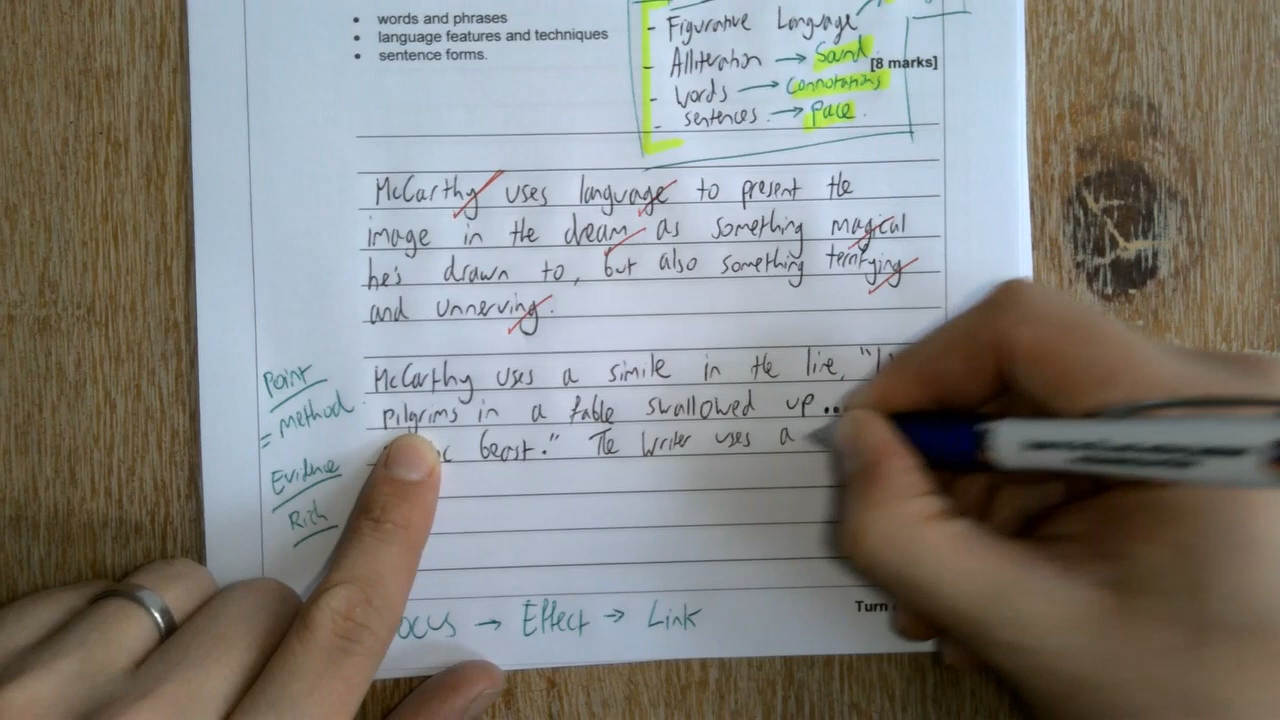 words and phrases
language features and techniques
sentence forms.
- Figurative Language
- Alliteration → Sound
[8 marks]
- Words → Connotations
- sentences → Pace.
McCarthy uses language to present the
image in the dream as something magical
he's drawn to, but also something terrifying
and unnerving.
McCarthy uses a simile in the line, "
Pilgrims in a fable swallowed up...
beast." The writer uses a
Point
= method
Evidence
Rich
→ Effect → Link
Turn